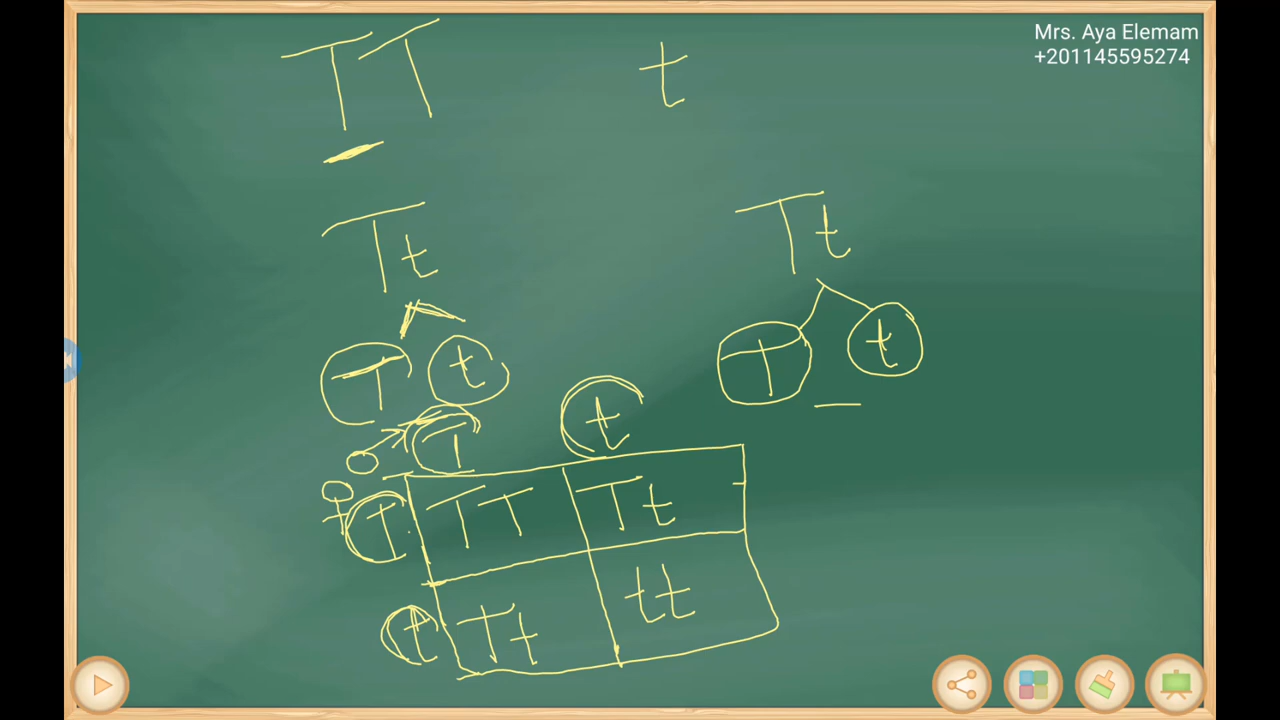 Mrs. Aya Elemam
+201145595274
TT t
Tt Tt
T t T t
T t
T TT Tt
t Tt tt